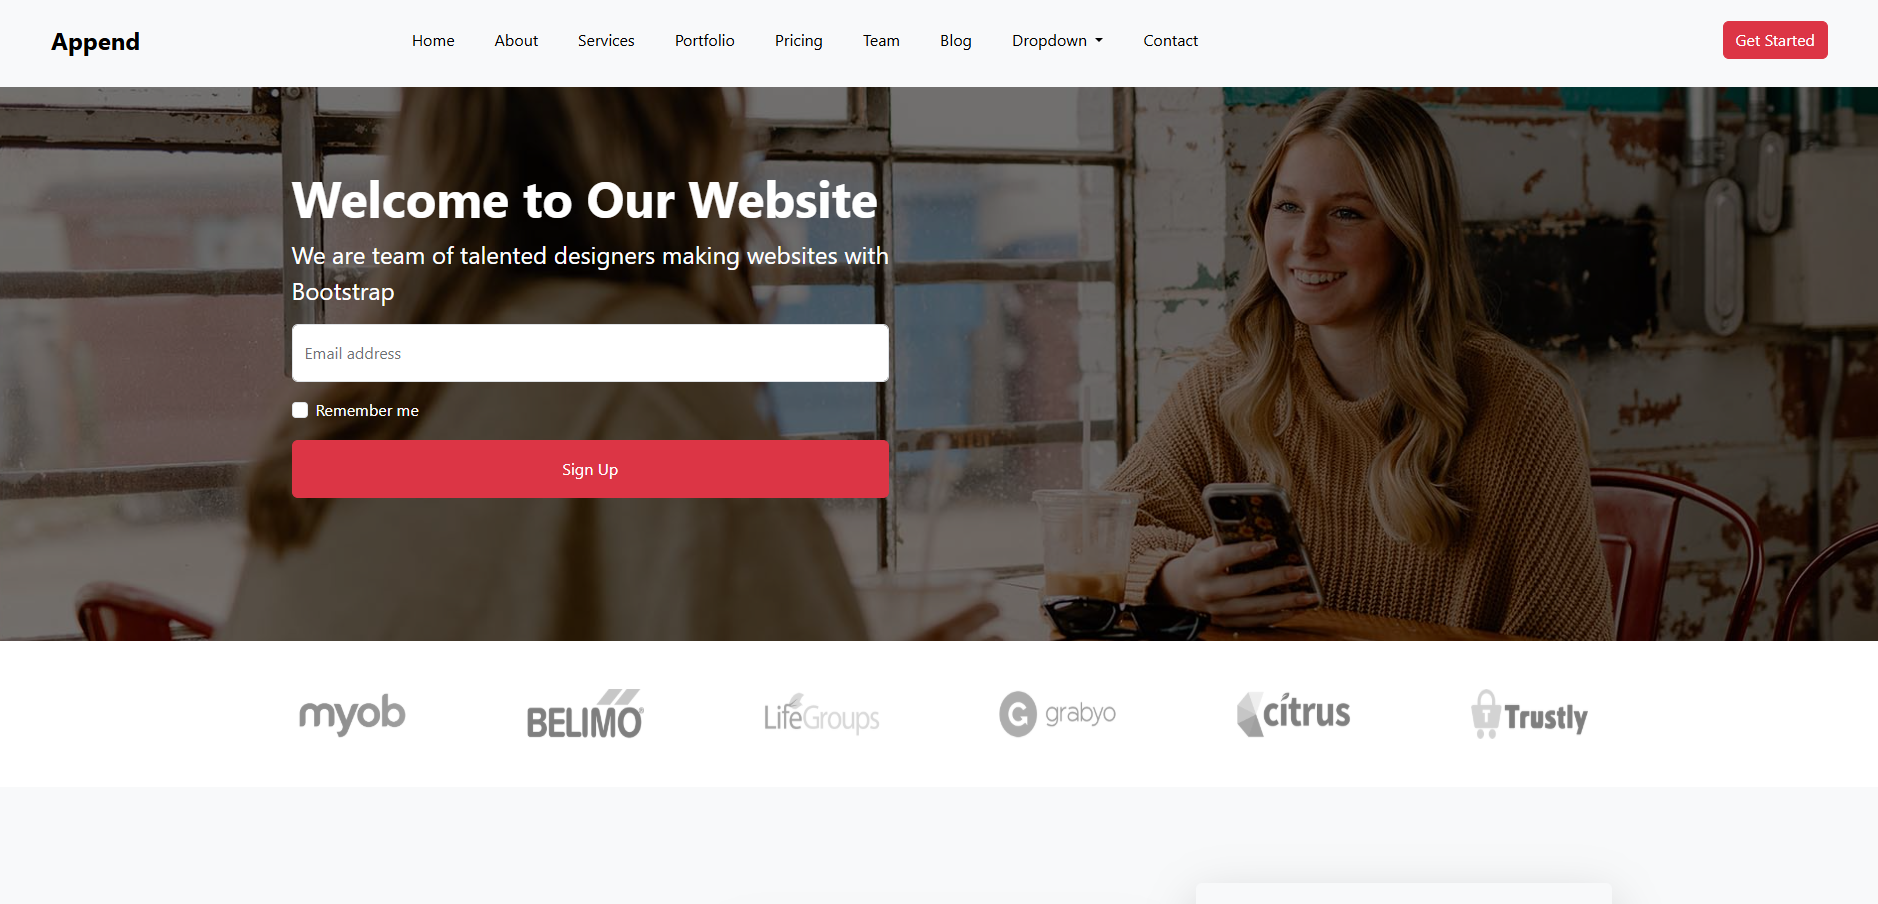 Append
Home About Services Portfolio Pricing Team Blog Dropdown Contact
Get Started
Welcome to Our Website
We are team of talented designers making websites with
Bootstrap
Email address
Remember me
Sign Up
myob
BELIMO
LifeGroups
G grabyo
citrus
T Trustly